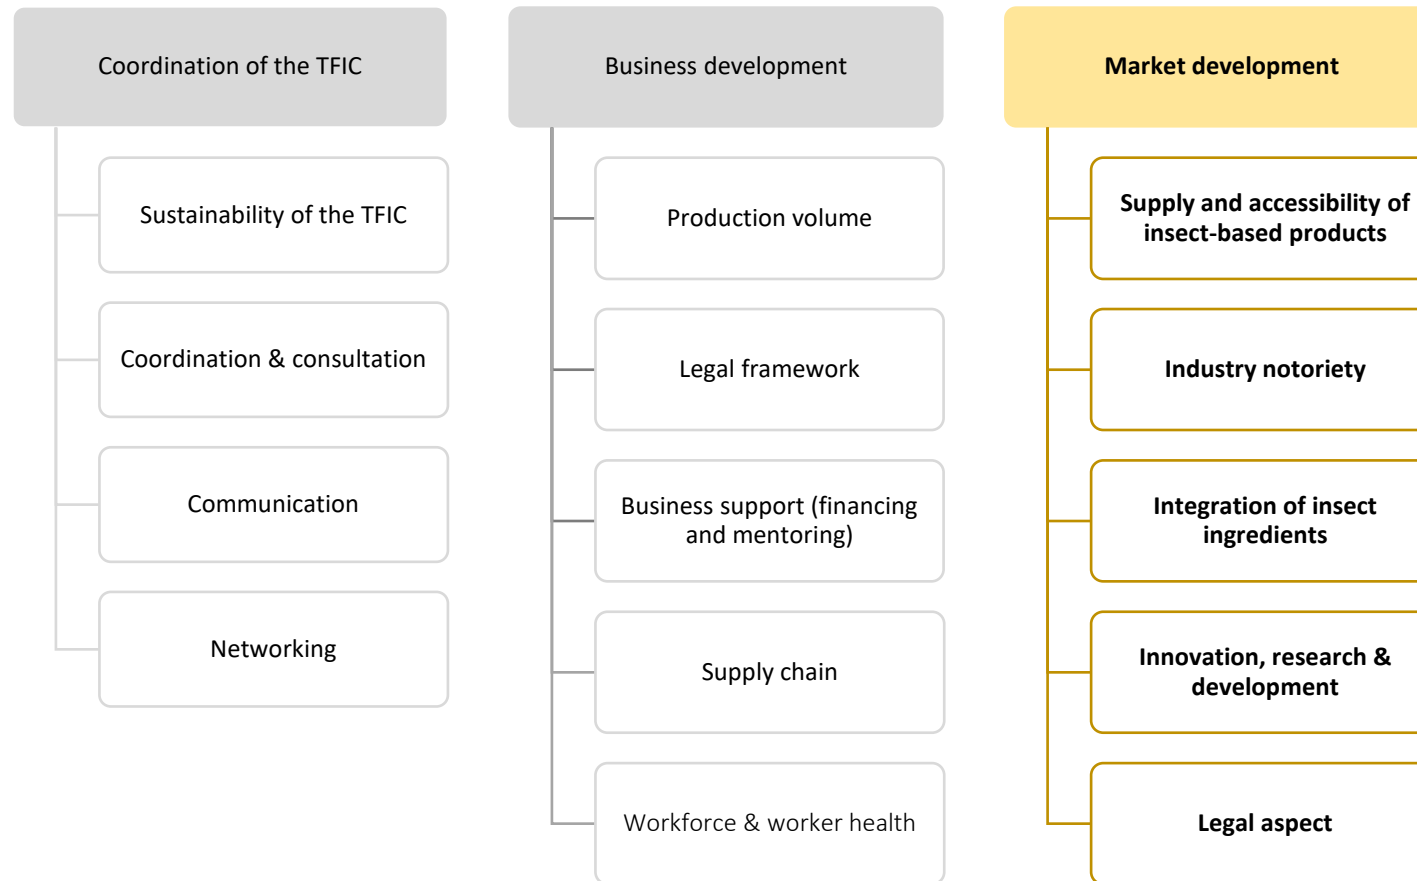 Coordination of the TFIC
Sustainability of the TFIC
Coordination & consultation
Communication
Networking
Business development
Production volume
Legal framework
Business support (financing
and mentoring)
Supply chain
Workforce & worker health
Market development
Supply and accessibility of
insect-based products
Industry notoriety
Integration of insect
ingredients
Innovation, research &
development
Legal aspect